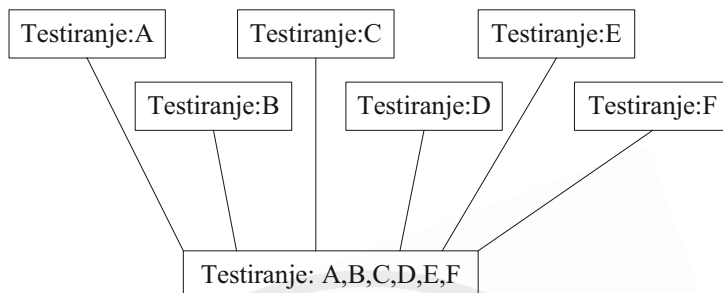 Testiranje:A
Testiranje:C
Testiranje:E
Testiranje:B
Testiranje:D
Testiranje:F
Testiranje: A,B,C,D,E,F